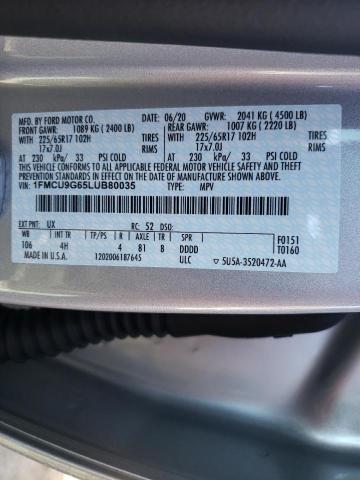 MFD. BY FORD MOTOR CO. 06/20 GVWR: 2041 KG (4500 LB)
FRONT GAWR: 1089 KG (2400 LB) REAR GAWR: 1007 KG (2220 LB)
WITH 225/65R17 102H TIRES WITH 225/65R17 102H TIRES
17x7.0J 17x7.0J
AT 230 kPa/ 33 PSI COLD AT 230 kPa/ 33 PSI COLD
THIS VEHICLE CONFORMS TO ALL APPLICABLE FEDERAL MOTOR VEHICLE SAFETY AND THEFT PREVENTION STANDARDS IN EFFECT ON THE DATE OF MANUFACTURE SHOWN ABOVE.
VIN: 1FMCU9G65LUB80035 TYPE: MPV
EXT PNT: UX RC: 52 DSO: F0151
WB INT TR TP/PS R AXLE TR SPR T0160
106 4H 4 81 B DDDD
MADE IN U.S.A. 1202006187645 ULC ▽ 5U5A-3520472-AA